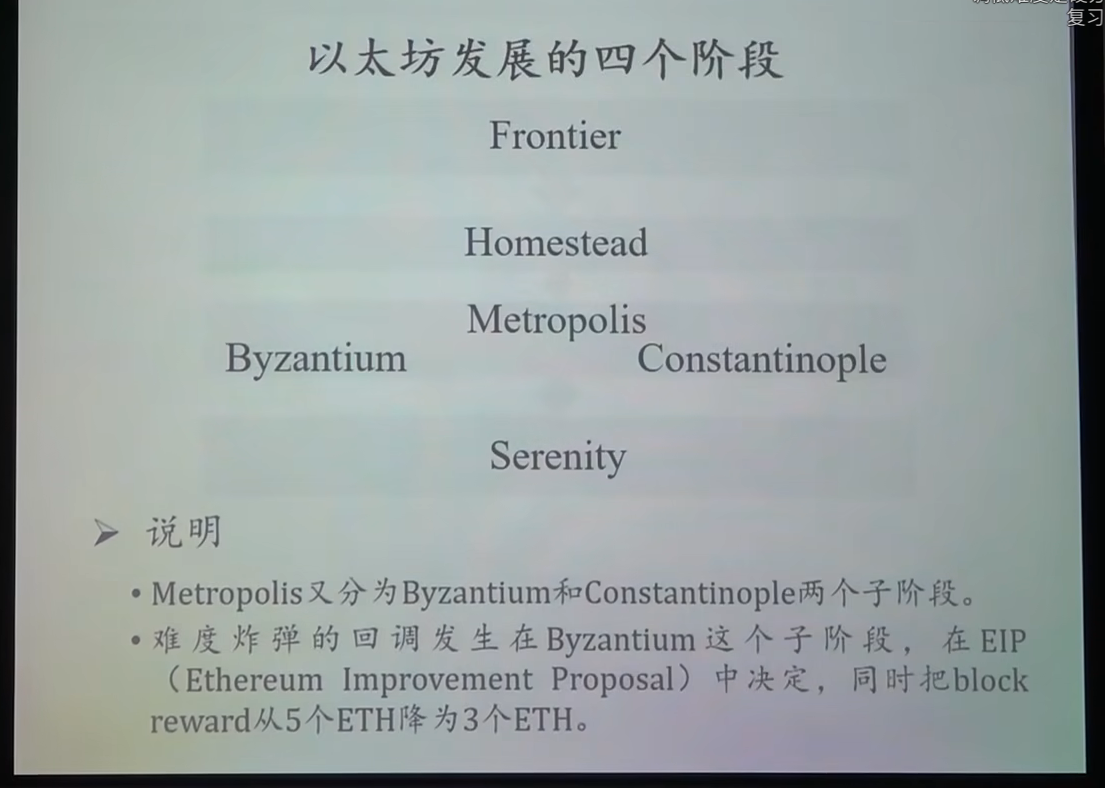 复习
以太坊发展的四个阶段
Frontier
Homestead
Metropolis
Byzantium Constantinople
Serenity
➢ 说明
• Metropolis又分为Byzantium和Constantinople两个子阶段。
• 难度炸弹的回调发生在Byzantium这个子阶段，在EIP
（Ethereum Improvement Proposal）中决定，同时把block
reward从5个ETH降为3个ETH。